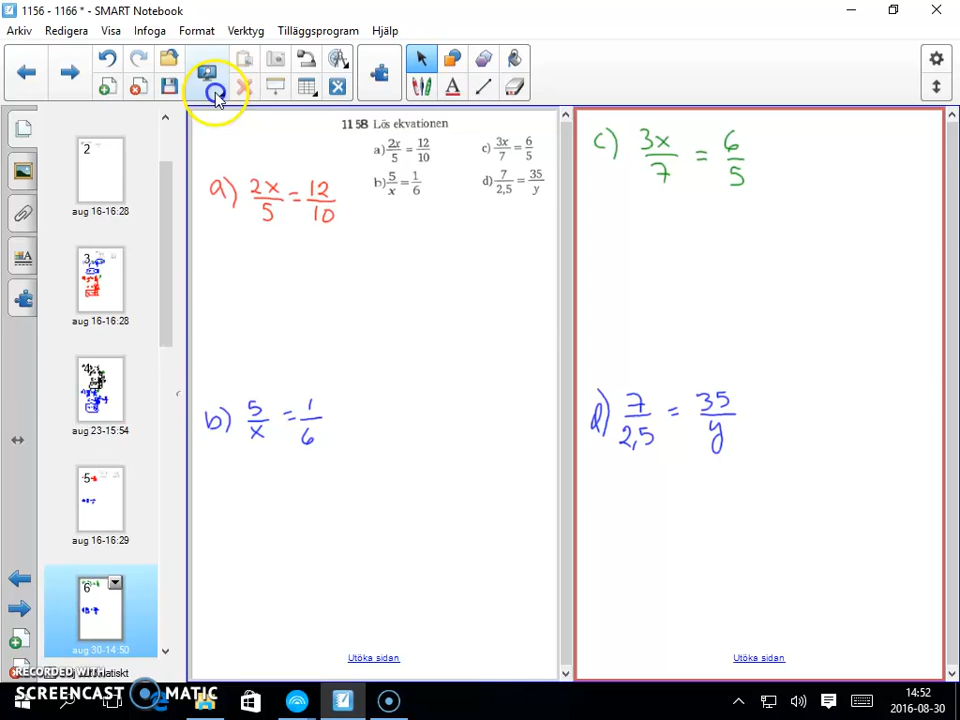 1156 - 1166 * - SMART Notebook
Arkiv Redigera Visa Infoga Format Verktyg Tilläggsprogram Hjälp
2
aug 16-16:28
3
aug 16-16:28
4
aug 23-15:54
5
aug 16-16:29
6
aug 30-14:50
1158 Lös ekvationen
a) 2x/5 = 12/10
c) 3x/7 = 6/5
b) 5/x = 1/6
d) 7/2,5 = 35/y
a) 2x/5 = 12/10
b) 5/x = 1/6
Utöka sidan
c) 3x/7 = 6/5
d) 7/2,5 = 35/y
Utöka sidan
RECORDED WITH
SCREENCAST MATIC
14:52
2016-08-30